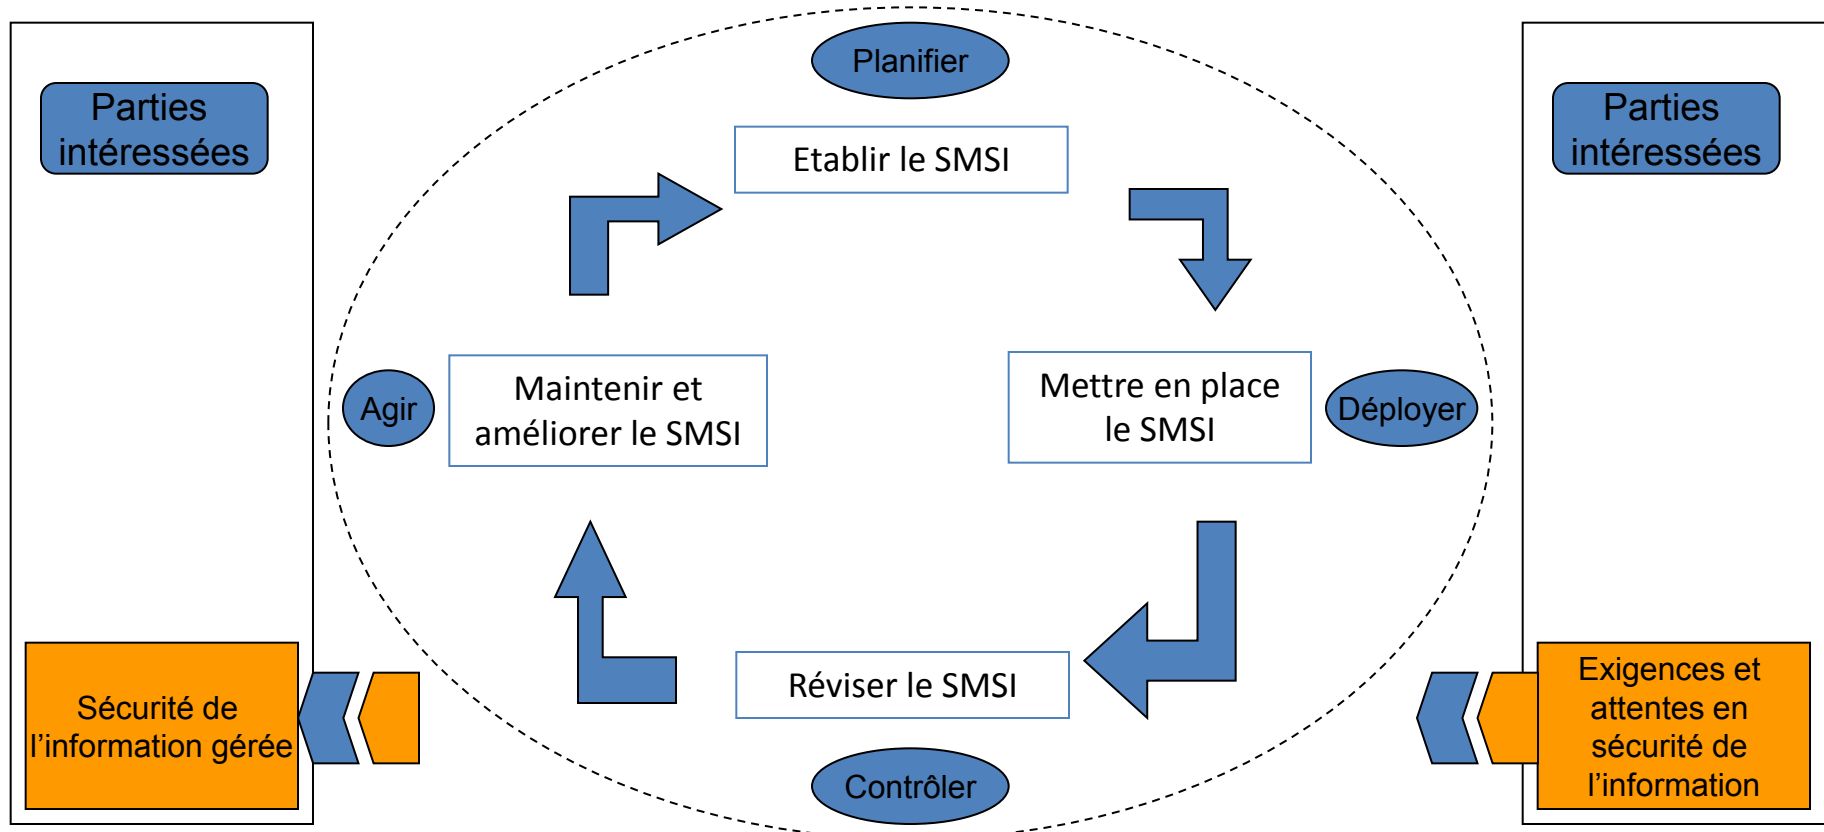 Planifier
Parties
intéressées
Etablir le SMSI
Parties
intéressées
Agir
Maintenir et
améliorer le SMSI
Mettre en place
le SMSI
Déployer
Sécurité de
l’information gérée
Réviser le SMSI
Exigences et
attentes en
sécurité de
l’information
Contrôler